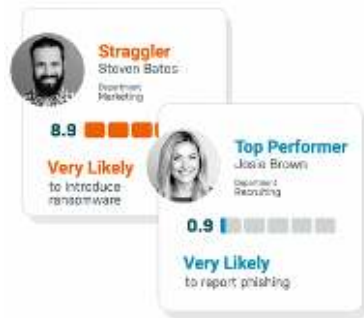 Straggler
Steven Bates
Department
Marketing
8.9
Very Likely
to introduce
ransomware
Top Performer
Josie Brown
Department
Recruiting
0.9
Very Likely
to report phishing